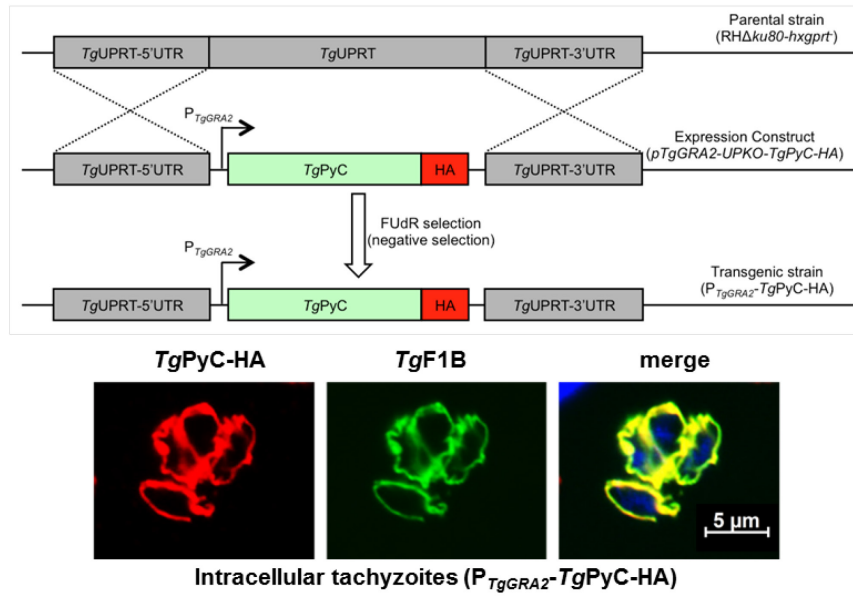 TgUPRT-5'UTR TgUPRT TgUPRT-3'UTR
Parental strain
(RHΔku80-hxgprt-)
PTgGRA2
TgUPRT-5'UTR TgPyC HA TgUPRT-3'UTR
Expression Construct
(pTgGRA2-UPKO-TgPyC-HA)
FUdR selection
(negative selection)
PTgGRA2
TgUPRT-5'UTR TgPyC HA TgUPRT-3'UTR
Transgenic strain
(PTgGRA2-TgPyC-HA)
TgPyC-HA TgF1B merge
5 µm
Intracellular tachyzoites (PTgGRA2-TgPyC-HA)